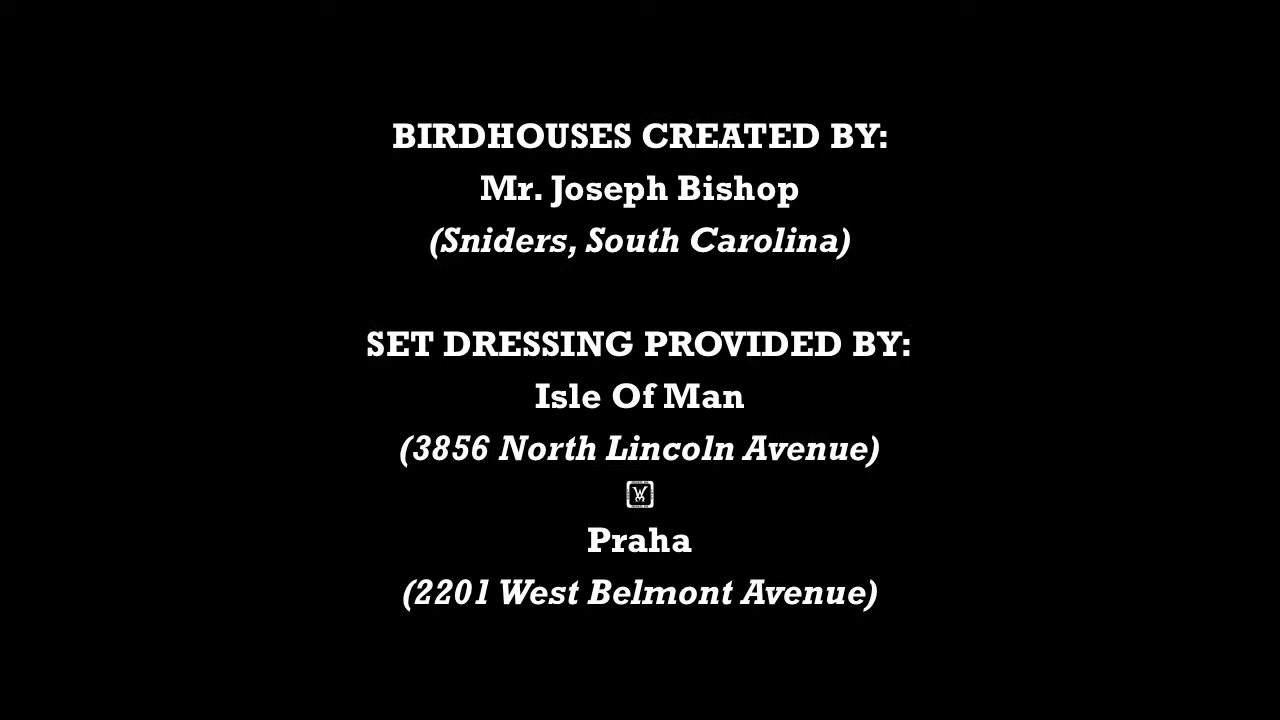 BIRDHOUSES CREATED BY:
Mr. Joseph Bishop
(Sniders, South Carolina)
SET DRESSING PROVIDED BY:
Isle Of Man
(3856 North Lincoln Avenue)
Praha
(2201 West Belmont Avenue)